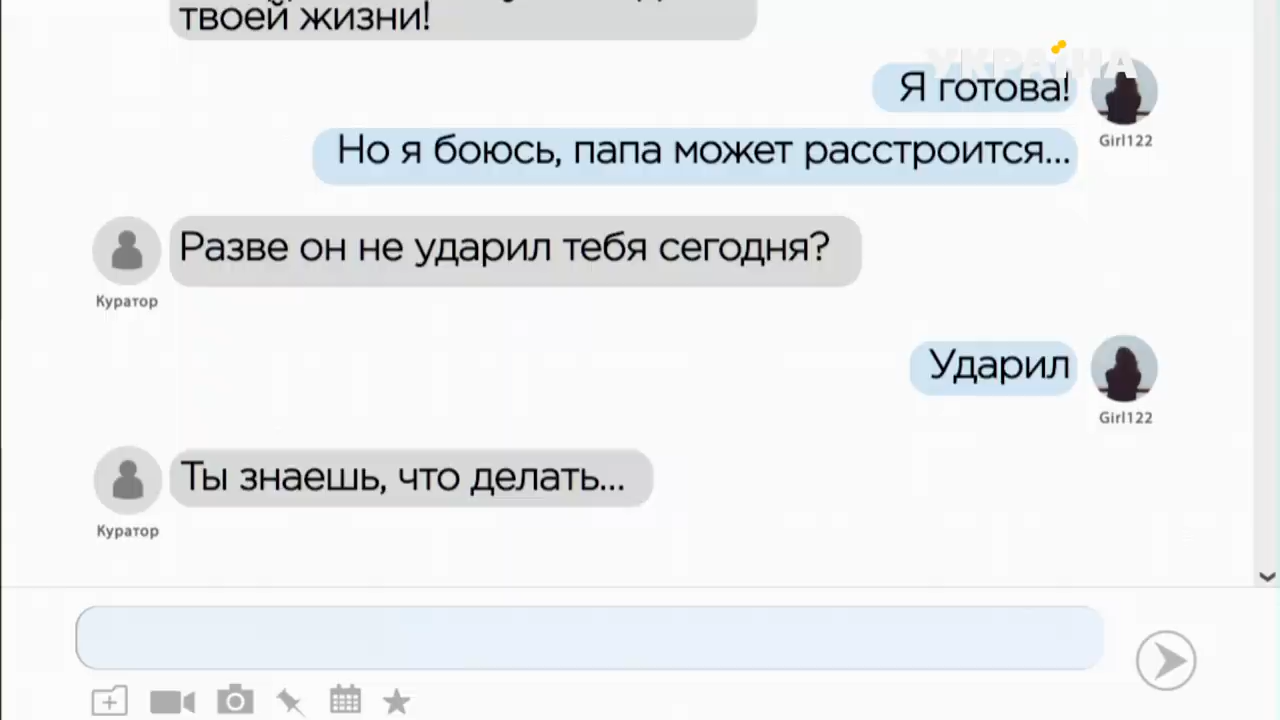 твоей жизни!
УКРАЇНА
Я готова!
Girl122
Но я боюсь, папа может расстроится...
Разве он не ударил тебя сегодня?
Куратор
Ударил
Girl122
Ты знаешь, что делать...
Куратор